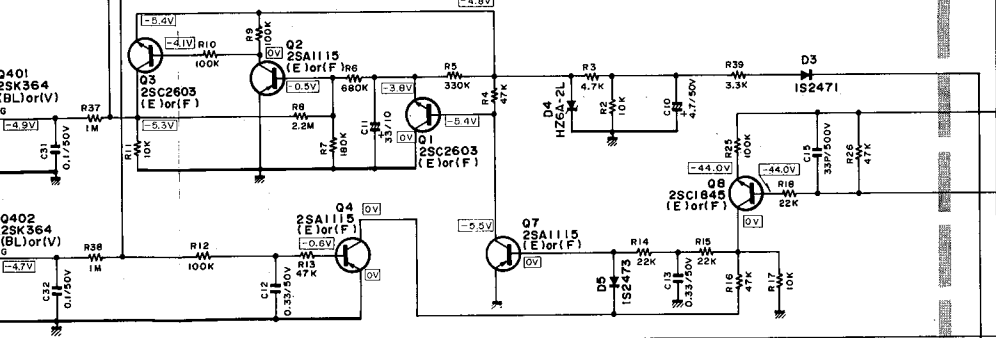 -4.8V
-5.4V
-4.1V
R10
100K
R9
100K
0V
Q2
2SA1115
(E)or(F)
-0.5V
R6
680K
-3.8V
R5
330K
R4
47K
R3
4.7K
R2
10K
C10
4.7/50V
R39
3.3K
D3
1S2471
D4
HZ6A-2L
Q401
2SK364
(BL)or(V)
G
-4.9V
R37
1M
C31
0.1/50V
Q3
2SC2603
(E)or(F)
-5.3V
R11
10K
R8
2.2M
R7
180K
C11
33/10
0V
-5.4V
Q1
2SC2603
(E)or(F)
R25
100K
C15
33P/500V
R26
47K
-44.0V
-44.0V
Q8
2SC1845
(E)or(F)
R18
22K
0V
Q402
2SK364
(BL)or(V)
G
-4.7V
R38
1M
C32
0.1/50V
R12
100K
C12
0.33/50V
R13
47K
Q4
2SA1115
(E)or(F)
-0.6V
0V
0V
-5.5V
Q7
2SA1115
(E)or(F)
0V
D5
1S2473
R14
22K
C13
0.33/50V
R15
22K
R16
47K
R17
10K